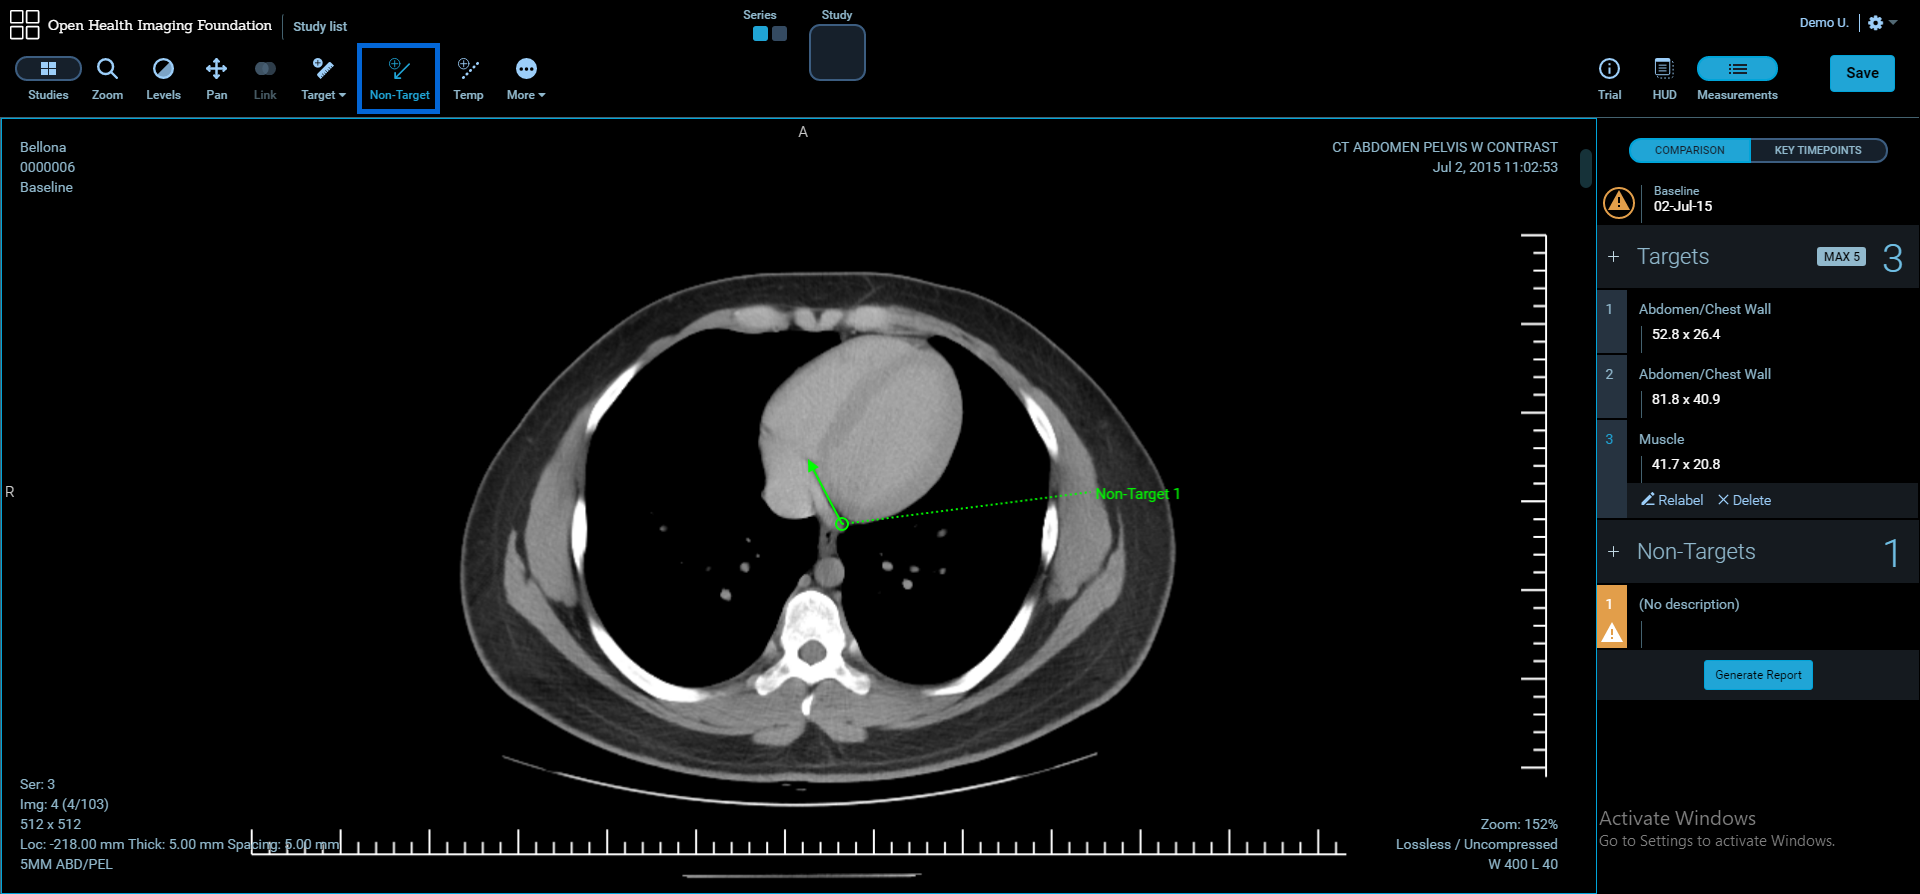 Open Health Imaging Foundation
Study list
Series
Study
Demo U.
Studies
Zoom
Levels
Pan
Link
Target
Non-Target
Temp
More
Trial
HUD
Measurements
Save
A
R
Bellona
0000006
Baseline
CT ABDOMEN PELVIS W CONTRAST
Jul 2, 2015 11:02:53
Non-Target 1
Ser: 3
Img: 4 (4/103)
512 x 512
Loc: -218.00 mm Thick: 5.00 mm Spacing: 5.00 mm
5MM ABD/PEL
Zoom: 152%
Lossless / Uncompressed
W 400 L 40
COMPARISON
KEY TIMEPOINTS
Baseline
02-Jul-15
+ Targets MAX 5 3
1 Abdomen/Chest Wall
52.8 x 26.4
2 Abdomen/Chest Wall
81.8 x 40.9
3 Muscle
41.7 x 20.8
Relabel Delete
+ Non-Targets 1
1 (No description)
Generate Report
Activate Windows
Go to Settings to activate Windows.